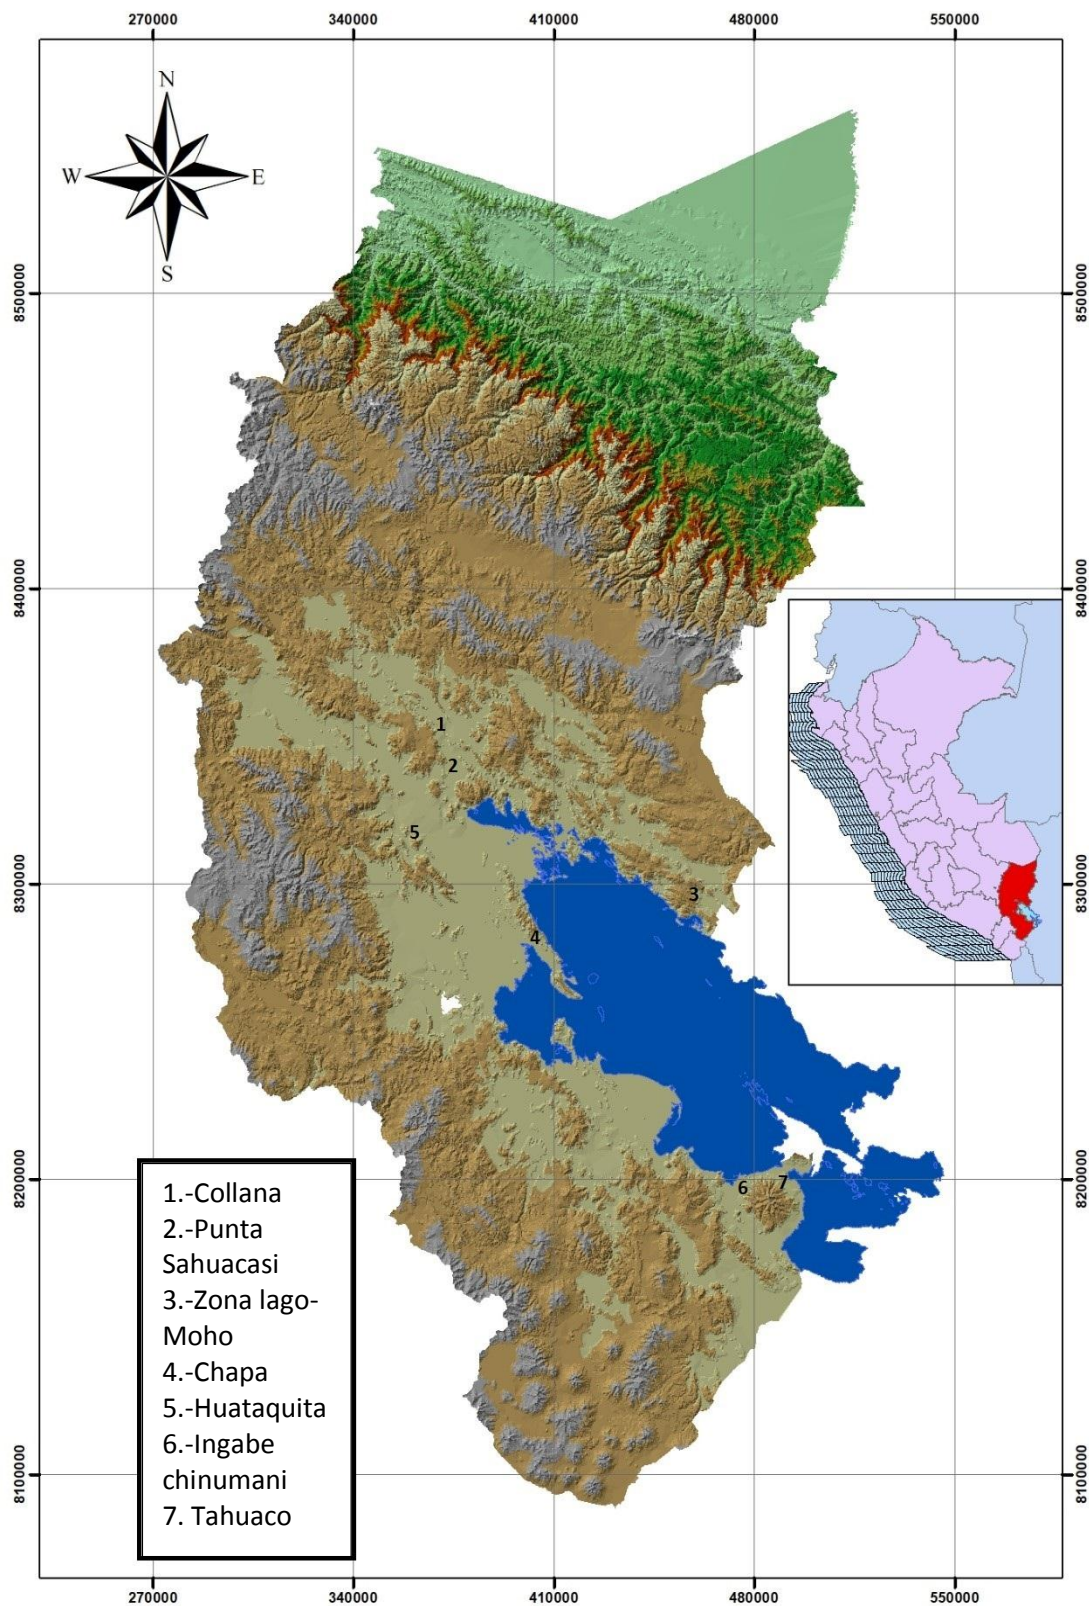 270000 340000 410000 480000 550000
N
W E
S
8500000 8500000
8400000 8400000
1
2
5
8300000 8300000
3
4
8200000 8200000
6 7
1.-Collana
2.-Punta
Sahuacasi
3.-Zona lago-
Moho
4.-Chapa
5.-Huataquita
6.-Ingabe
chinumani
7. Tahuaco
8100000 8100000
270000 340000 410000 480000 550000